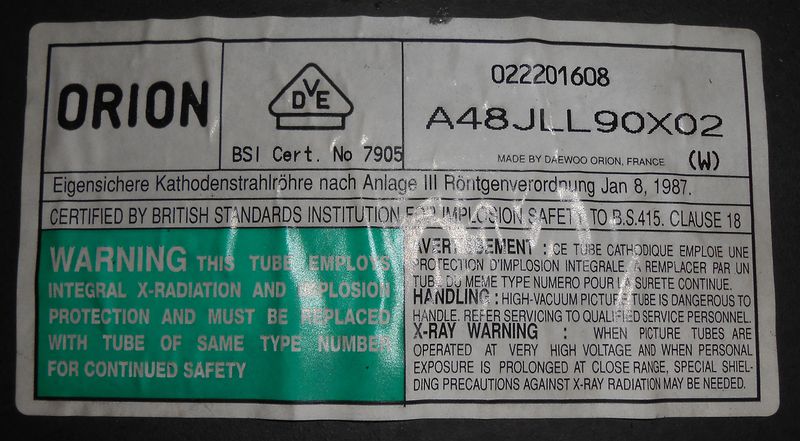 ORION
VDE
BSI Cert. No 7905
022201608
A48JLL90X02
MADE BY DAEWOO ORION, FRANCE (W)
Eigensichere Kathodenstrahlröhre nach Anlage III Röntgenverordnung Jan 8, 1987.
CERTIFIED BY BRITISH STANDARDS INSTITUTION FOR IMPLOSION SAFETY TO B.S.415. CLAUSE 18
WARNING THIS TUBE EMPLOYS
INTEGRAL X-RADIATION AND IMPLOSION
PROTECTION AND MUST BE REPLACED
WITH TUBE OF SAME TYPE NUMBER
FOR CONTINUED SAFETY
AVERTISSEMENT : CE TUBE CATHODIQUE EMPLOIE UNE
PROTECTION D'IMPLOSION INTEGRALE A REMPLACER PAR UN
TUBE DU MEME TYPE NUMERO POUR LA SURETE CONTINUE.
HANDLING : HIGH-VACUUM PICTURE TUBE IS DANGEROUS TO
HANDLE. REFER SERVICING TO QUALIFIED SERVICE PERSONNEL.
X-RAY WARNING : WHEN PICTURE TUBES ARE
OPERATED AT VERY HIGH VOLTAGE AND WHEN PERSONAL
EXPOSURE IS PROLONGED AT CLOSE RANGE, SPECIAL SHIEL-
DING PRECAUTIONS AGAINST X-RAY RADIATION MAY BE NEEDED.